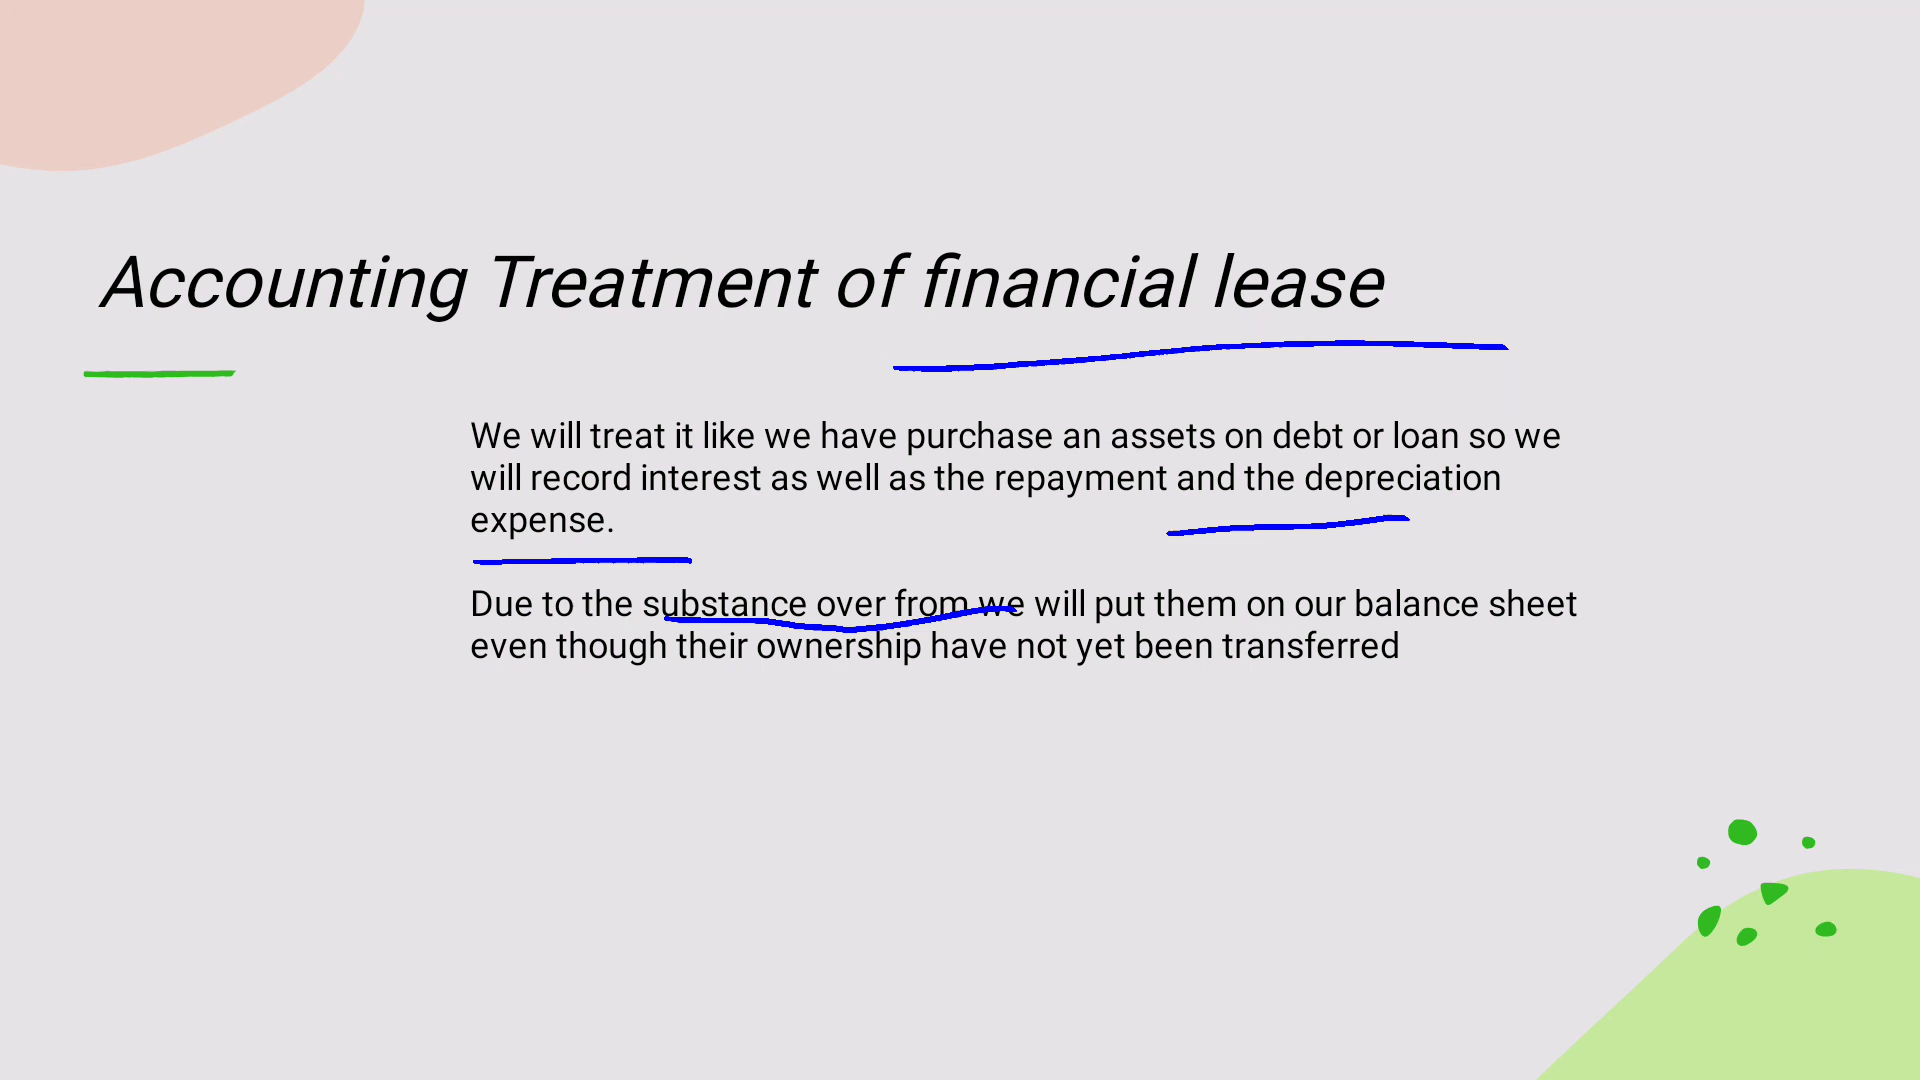 Accounting Treatment of financial lease
We will treat it like we have purchase an assets on debt or loan so we
will record interest as well as the repayment and the depreciation
expense.
Due to the substance over from we will put them on our balance sheet
even though their ownership have not yet been transferred